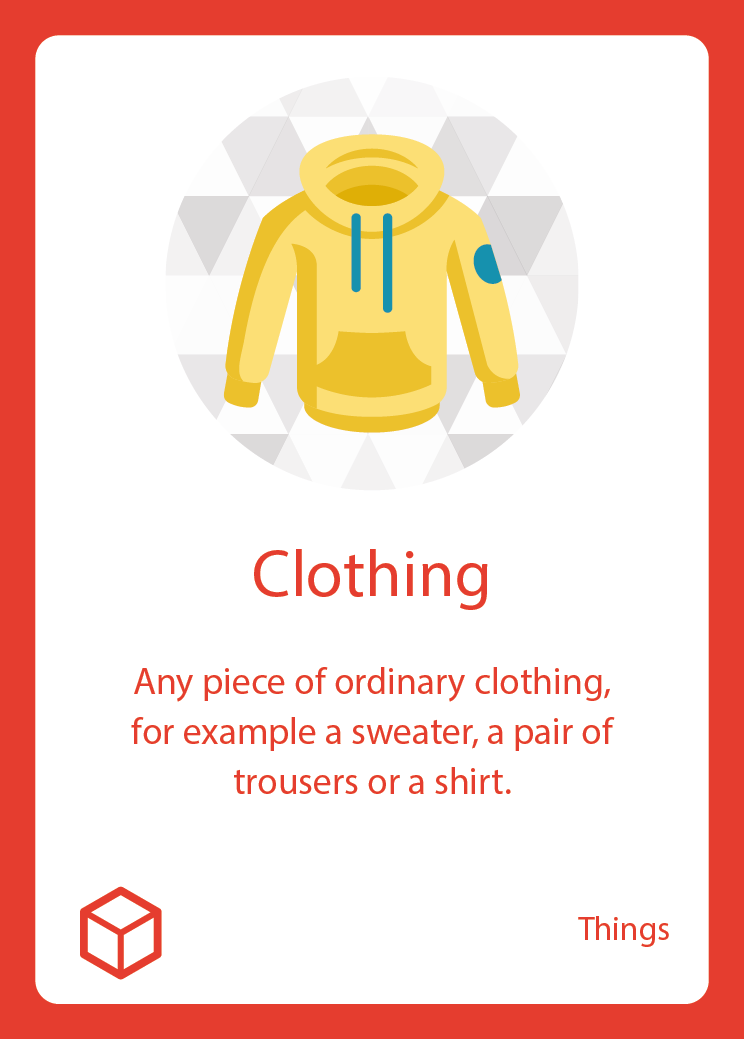 Clothing
Any piece of ordinary clothing,
for example a sweater, a pair of
trousers or a shirt.
Things